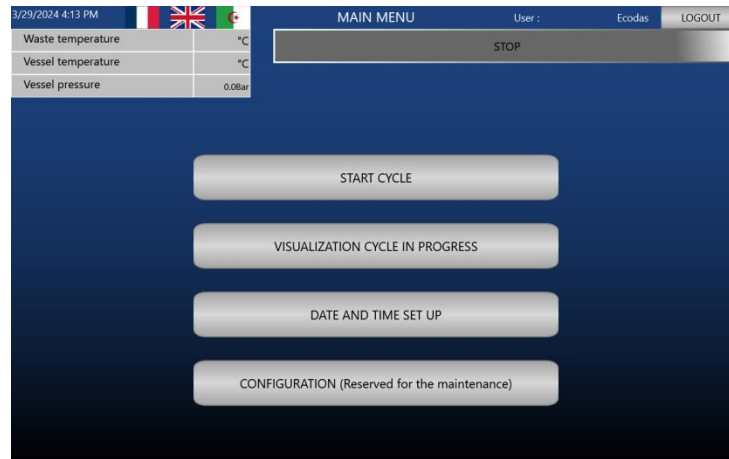 3/29/2024 4:13 PM
MAIN MENU
User :
Ecodas
LOGOUT
Waste temperature °C
STOP
Vessel temperature °C
Vessel pressure 0.0Bar
START CYCLE
VISUALIZATION CYCLE IN PROGRESS
DATE AND TIME SET UP
CONFIGURATION (Reserved for the maintenance)